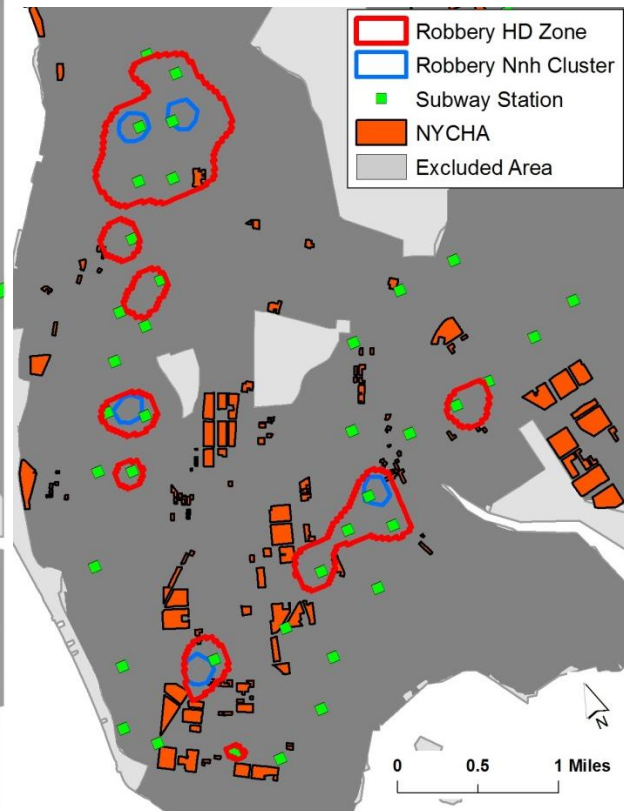 Robbery HD Zone
Robbery Nnh Cluster
Subway Station
NYCHA
Excluded Area
N
0 0.5 1 Miles